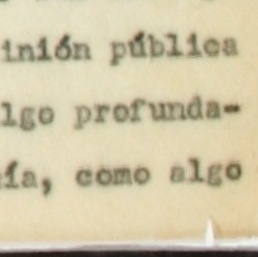 inión pública
lgo profunda-
ía, como algo